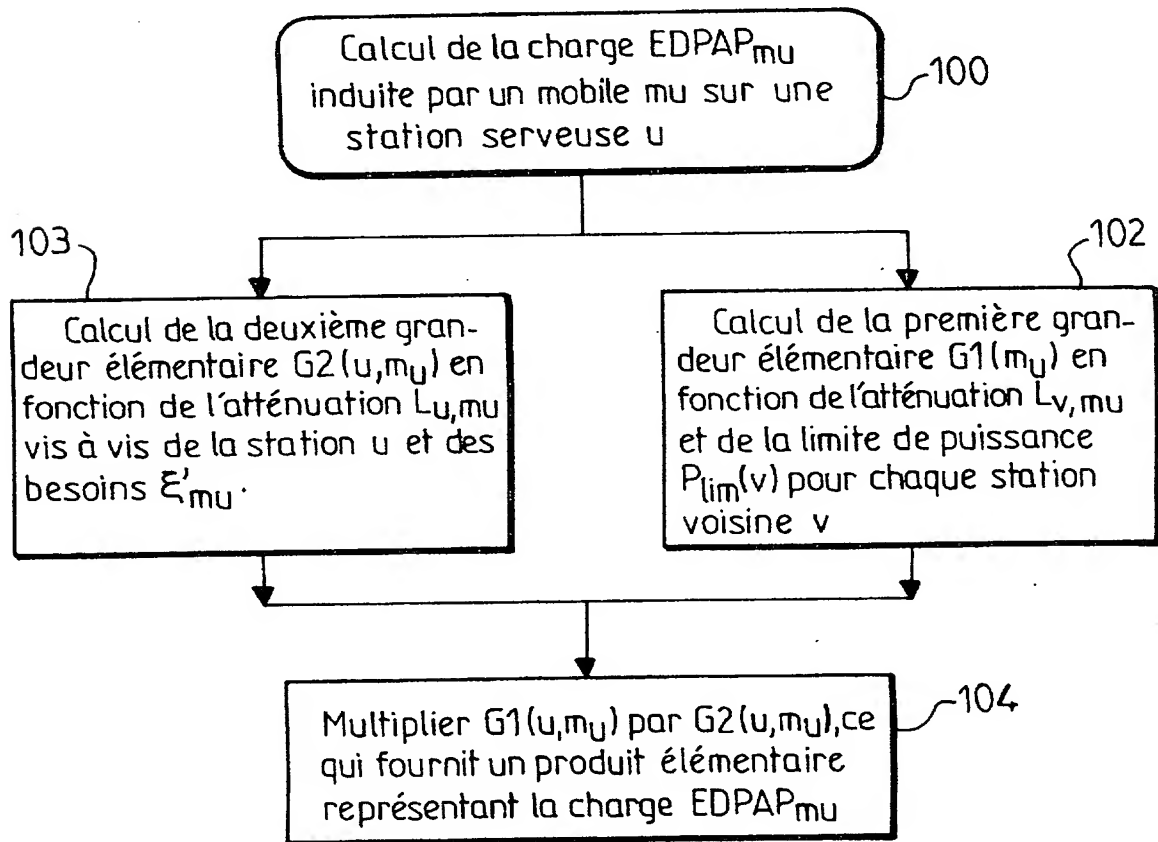 Calcul de la charge EDPAPmu
induite par un mobile mu sur une
station serveuse u
100
103
102
Calcul de la deuxième gran-
deur élémentaire G2(u,mu) en
fonction de l'atténuation Lu,mu
vis à vis de la station u et des
besoins ξ'mu.
Calcul de la première gran-
deur élémentaire G1(mu) en
fonction de l'atténuation Lv,mu
et de la limite de puissance
Plim(v) pour chaque station
voisine v
104
Multiplier G1(u,mu) par G2(u,mu),ce
qui fournit un produit élémentaire
représentant la charge EDPAPmu